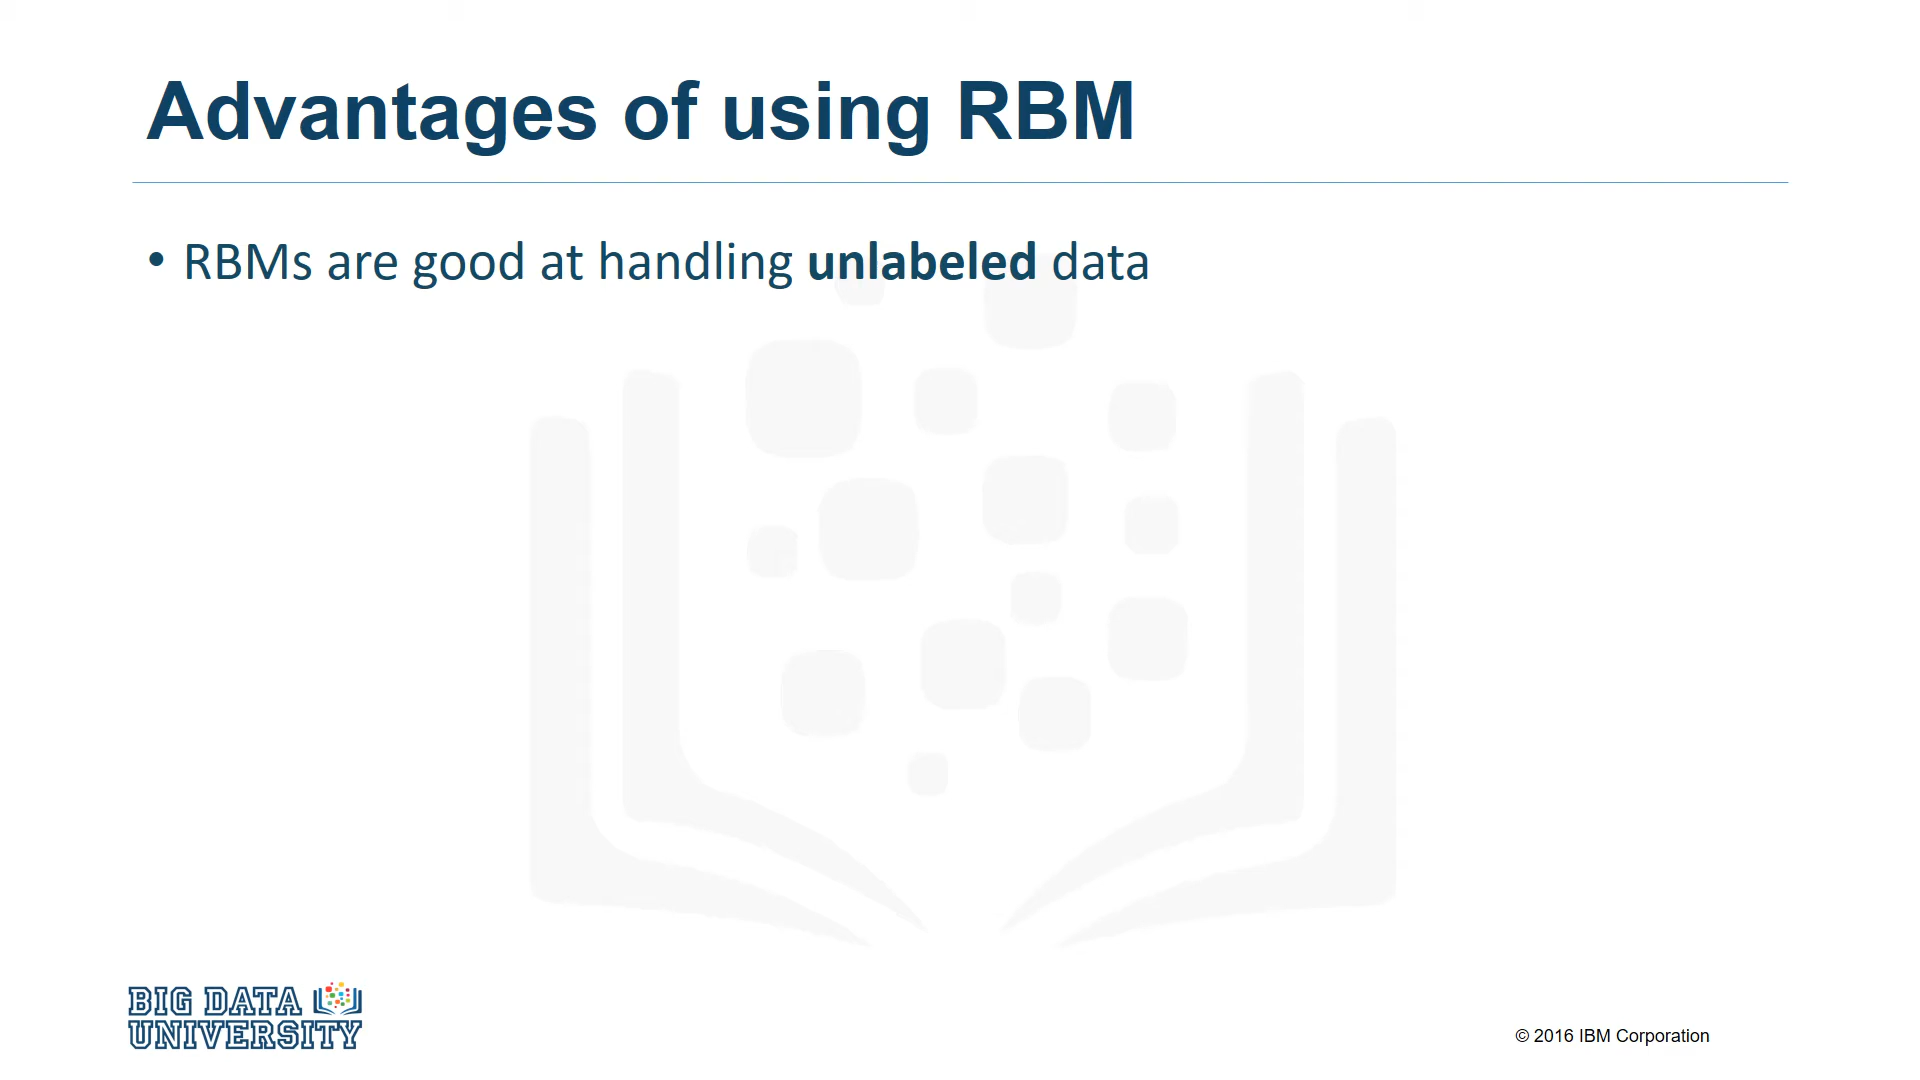 Advantages of using RBM
• RBMs are good at handling unlabeled data
BIG DATA
UNIVERSITY
© 2016 IBM Corporation